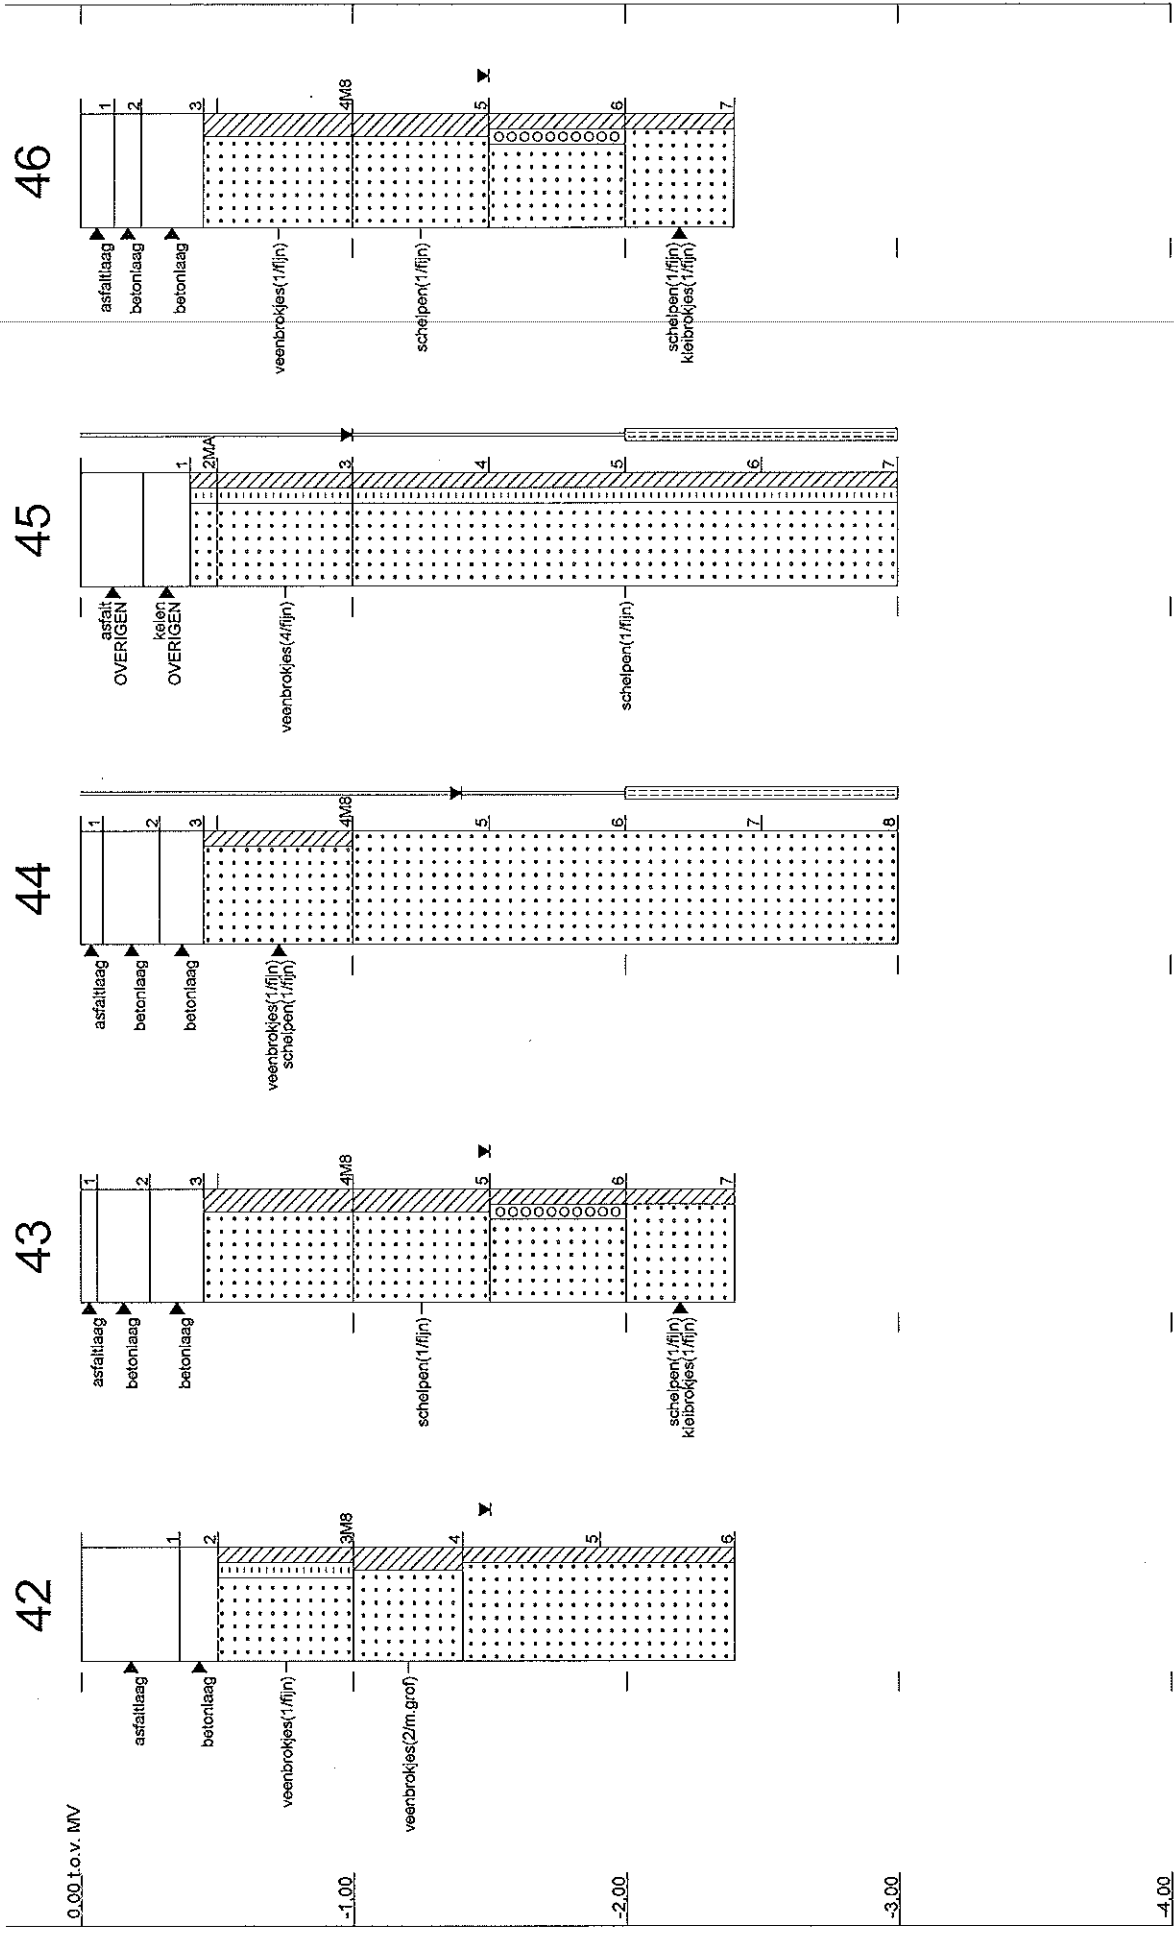 42
asfaltlaag
betonlaag
veenbrokjes(1/fijn)
veenbrokjes(2/m.grof)
1
2
3M8
4
5
6
43
asfaltlaag
betonlaag
betonlaag
schelpen(1/fijn)
schelpen(1/fijn)
kleibrokjes(1/fijn)
1
2
3
4M8
5
6
7
44
asfaltlaag
betonlaag
betonlaag
veenbrokjes(1/fijn)
schelpen(1/fijn)
1
2
3
4M8
5
6
7
8
45
asfalt
OVERIGEN
keien
OVERIGEN
veenbrokjes(4/fijn)
schelpen(1/fijn)
1
2MA
3
4
5
6
7
46
asfaltlaag
betonlaag
betonlaag
veenbrokjes(1/fijn)
schelpen(1/fijn)
schelpen(1/fijn)
kleibrokjes(1/fijn)
1
2
3
4M8
5
6
7
0,00 t.o.v. MV
-1,00
-2,00
-3,00
-4,00